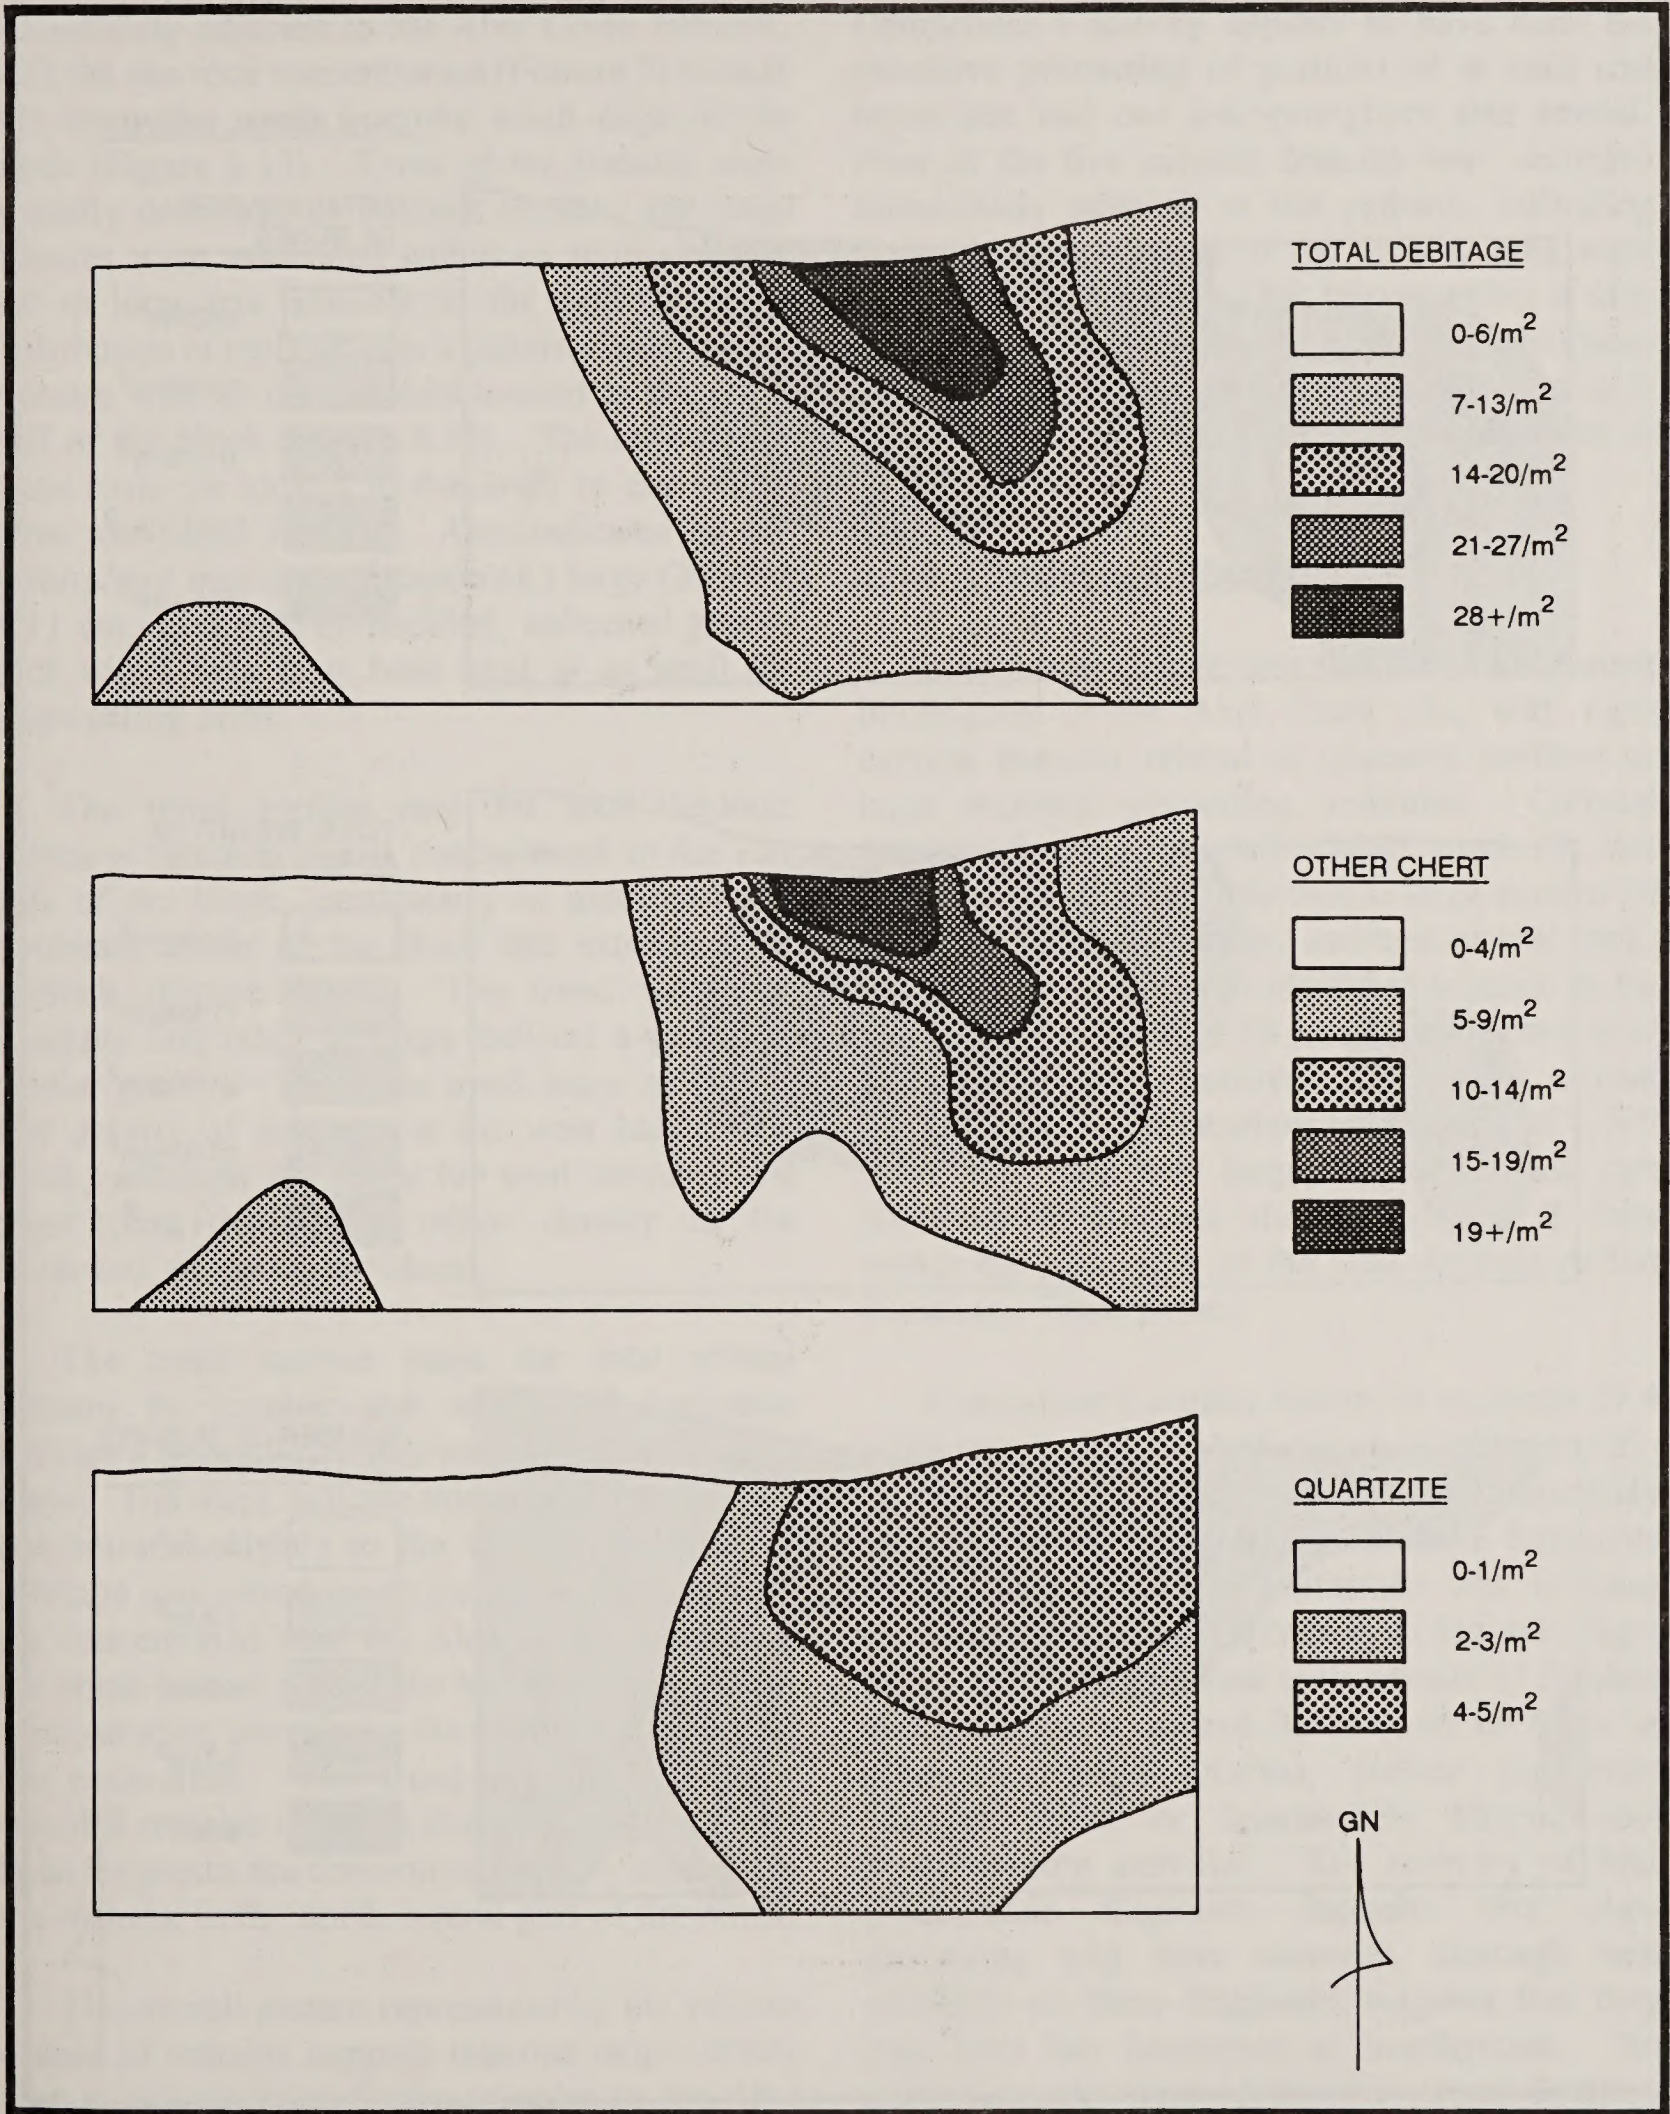 TOTAL DEBITAGE
0-6/m²
7-13/m²
14-20/m²
21-27/m²
28+/m²
OTHER CHERT
0-4/m²
5-9/m²
10-14/m²
15-19/m²
19+/m²
QUARTZITE
0-1/m²
2-3/m²
4-5/m²
GN